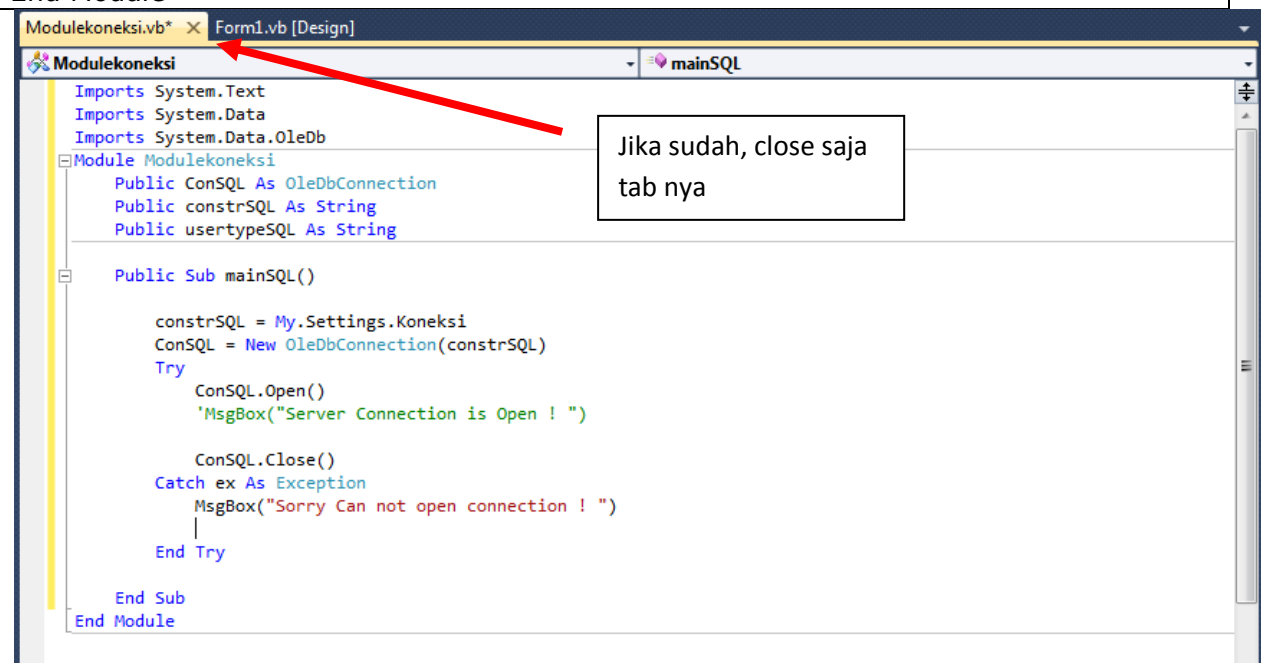 End Module
Modulekoneksi.vb* Form1.vb [Design]
Modulekoneksi mainSQL
Imports System.Text
Imports System.Data
Imports System.Data.OleDb
Module Modulekoneksi
Public ConSQL As OleDbConnection
Public constrSQL As String
Public usertypeSQL As String
Jika sudah, close saja
tab nya
Public Sub mainSQL()
constrSQL = My.Settings.Koneksi
ConSQL = New OleDbConnection(constrSQL)
Try
ConSQL.Open()
'MsgBox("Server Connection is Open ! ")
ConSQL.Close()
Catch ex As Exception
MsgBox("Sorry Can not open connection ! ")
End Try
End Sub
End Module